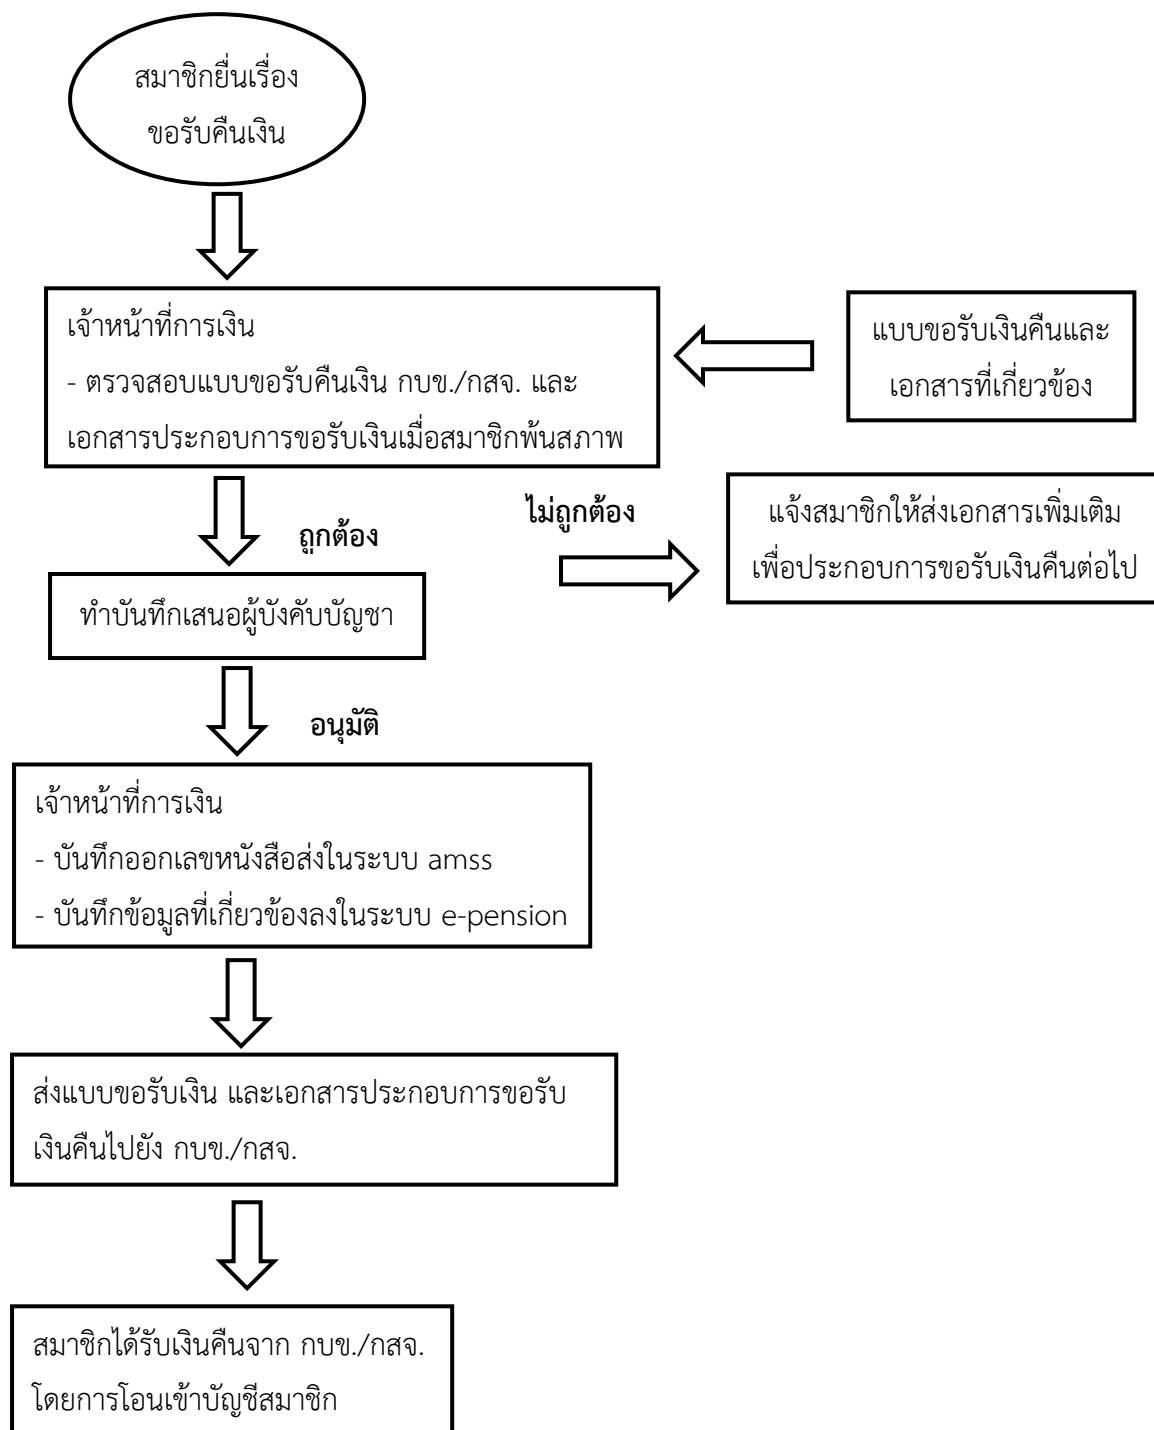 สมาชิกยื่นเรื่อง
ขอรับคืนเงิน
เจ้าหน้าที่การเงิน
- ตรวจสอบแบบขอรับคืนเงิน กบข./กสจ. และ
เอกสารประกอบการขอรับเงินเมื่อสมาชิกพ้นสภาพ
แบบขอรับเงินคืนและ
เอกสารที่เกี่ยวข้อง
ถูกต้อง
ไม่ถูกต้อง
แจ้งสมาชิกให้ส่งเอกสารเพิ่มเติม
เพื่อประกอบการขอรับเงินคืนต่อไป
ทำบันทึกเสนอผู้บังคับบัญชา
อนุมัติ
เจ้าหน้าที่การเงิน
- บันทึกออกเลขหนังสือส่งในระบบ amss
- บันทึกข้อมูลที่เกี่ยวข้องลงในระบบ e-pension
ส่งแบบขอรับเงิน และเอกสารประกอบการขอรับ
เงินคืนไปยัง กบข./กสจ.
สมาชิกได้รับเงินคืนจาก กบข./กสจ.
โดยการโอนเข้าบัญชีสมาชิก